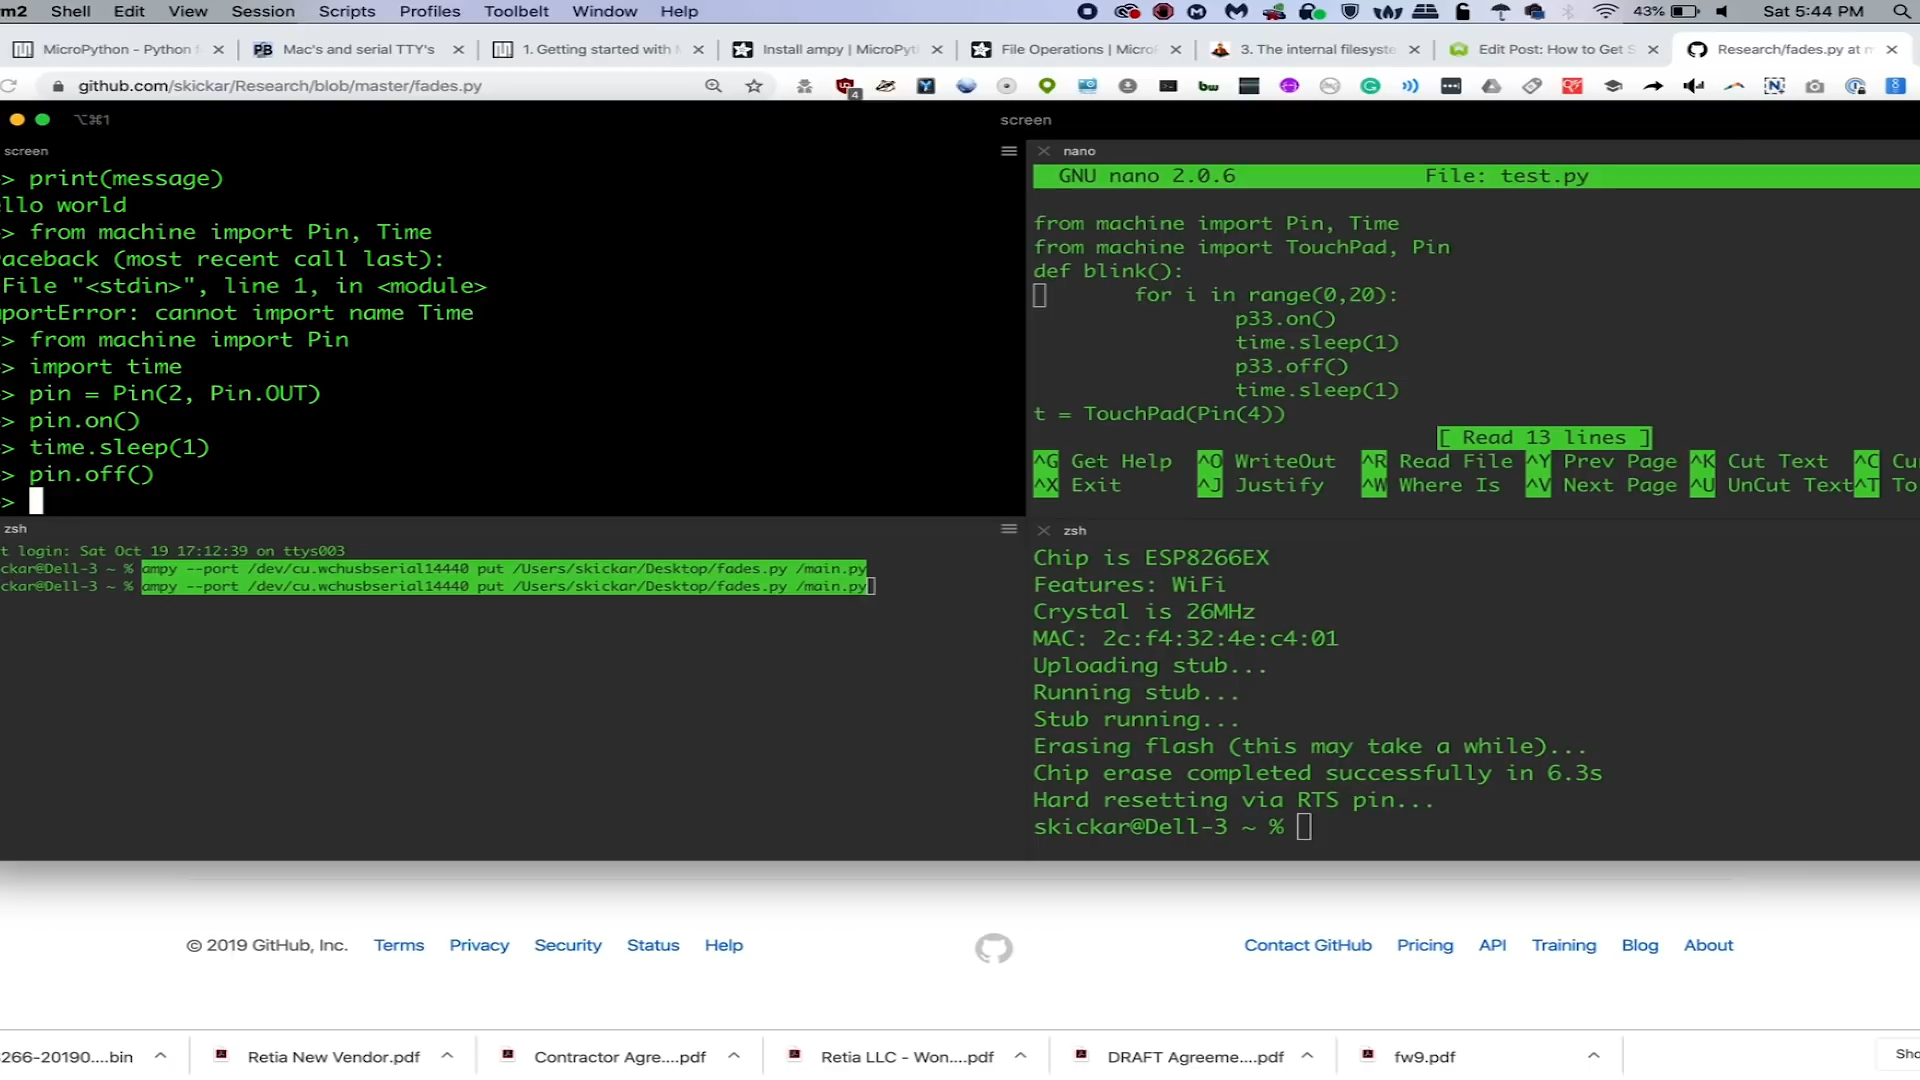 rm2 Shell Edit View Session Scripts Profiles Toolbelt Window Help 43% Sat 5:44 PM
MicroPython - Python f PB Mac's and serial TTY's 1. Getting started with M Install ampy | MicroPyth File Operations | Micro 3. The internal filesyste Edit Post: How to Get S Research/fades.py at m
github.com/skickar/Research/blob/master/fades.py 4
⌥⌘1 screen
screen
> print(message)
llo world
> from machine import Pin, Time
aceback (most recent call last):
File "<stdin>", line 1, in <module>
portError: cannot import name Time
> from machine import Pin
> import time
> pin = Pin(2, Pin.OUT)
> pin.on()
> time.sleep(1)
> pin.off()
>
nano
GNU nano 2.0.6 File: test.py
from machine import Pin, Time
from machine import TouchPad, Pin
def blink():
for i in range(0,20):
p33.on()
time.sleep(1)
p33.off()
time.sleep(1)
t = TouchPad(Pin(4))
[ Read 13 lines ]
^G Get Help ^O WriteOut ^R Read File ^Y Prev Page ^K Cut Text ^C Cu
^X Exit ^J Justify ^W Where Is ^V Next Page ^U UnCut Text ^T To
zsh
t login: Sat Oct 19 17:12:39 on ttys003
ckar@Dell-3 ~ % ampy --port /dev/cu.wchusbserial14440 put /Users/skickar/Desktop/fades.py /main.py
ckar@Dell-3 ~ % ampy --port /dev/cu.wchusbserial14440 put /Users/skickar/Desktop/fades.py /main.py
zsh
Chip is ESP8266EX
Features: WiFi
Crystal is 26MHz
MAC: 2c:f4:32:4e:c4:01
Uploading stub...
Running stub...
Stub running...
Erasing flash (this may take a while)...
Chip erase completed successfully in 6.3s
Hard resetting via RTS pin...
skickar@Dell-3 ~ %
© 2019 GitHub, Inc. Terms Privacy Security Status Help Contact GitHub Pricing API Training Blog About
266-20190....bin Retia New Vendor.pdf Contractor Agre....pdf Retia LLC - Won....pdf DRAFT Agreeme....pdf fw9.pdf Sho